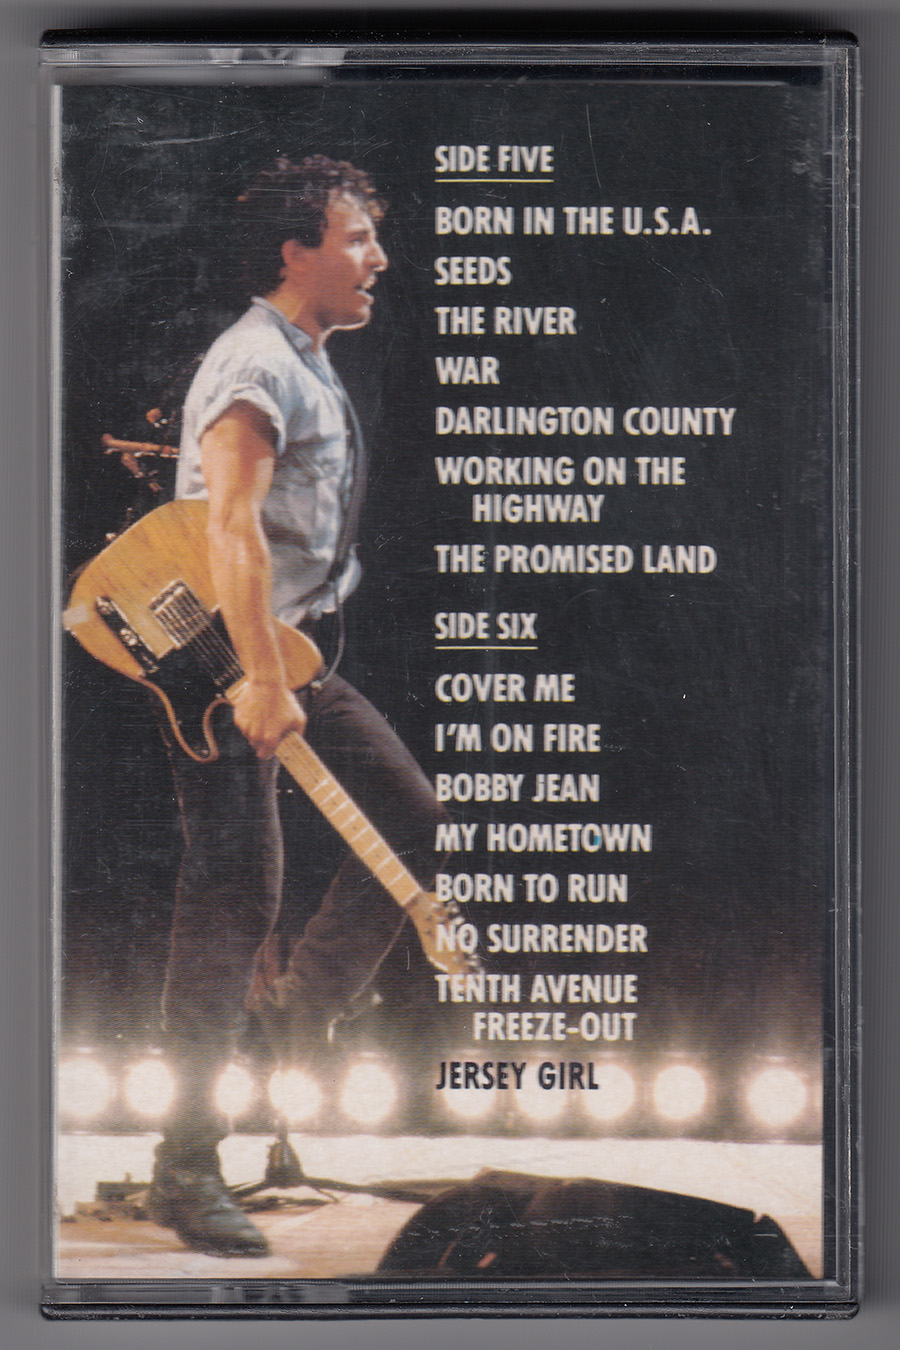 SIDE FIVE
BORN IN THE U.S.A.
SEEDS
THE RIVER
WAR
DARLINGTON COUNTY
WORKING ON THE
HIGHWAY
THE PROMISED LAND
SIDE SIX
COVER ME
I'M ON FIRE
BOBBY JEAN
MY HOMETOWN
BORN TO RUN
NO SURRENDER
TENTH AVENUE
FREEZE-OUT
JERSEY GIRL